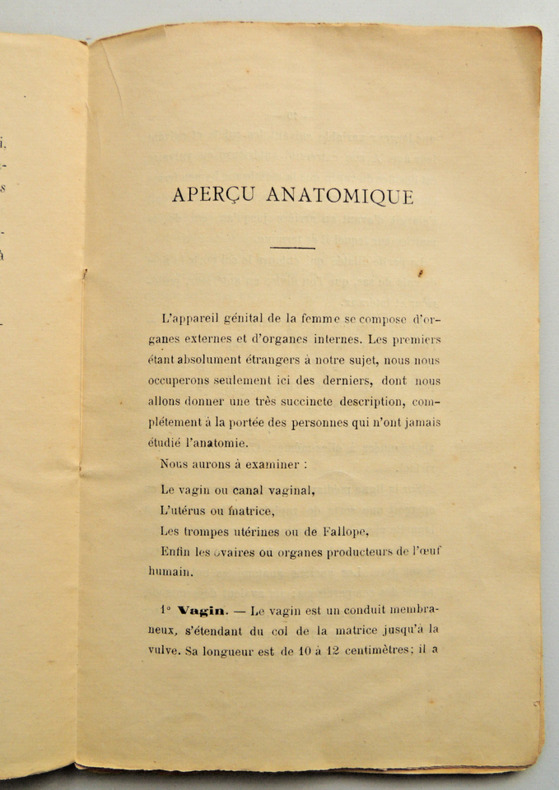 APERÇU ANATOMIQUE
L'appareil génital de la femme se compose d'or-
ganes externes et d'organes internes. Les premiers
étant absolument étrangers à notre sujet, nous nous
occuperons seulement ici des derniers, dont nous
allons donner une très succincte description, com-
plétement à la portée des personnes qui n'ont jamais
étudié l'anatomie.
Nous aurons à examiner :
Le vagin ou canal vaginal,
L'utérus ou matrice,
Les trompes utérines ou de Fallope,
Enfin les ovaires ou organes producteurs de l'œuf
humain.
1° Vagin. — Le vagin est un conduit membra-
neux, s'étendant du col de la matrice jusqu'à la
vulve. Sa longueur est de 10 à 12 centimètres; il a